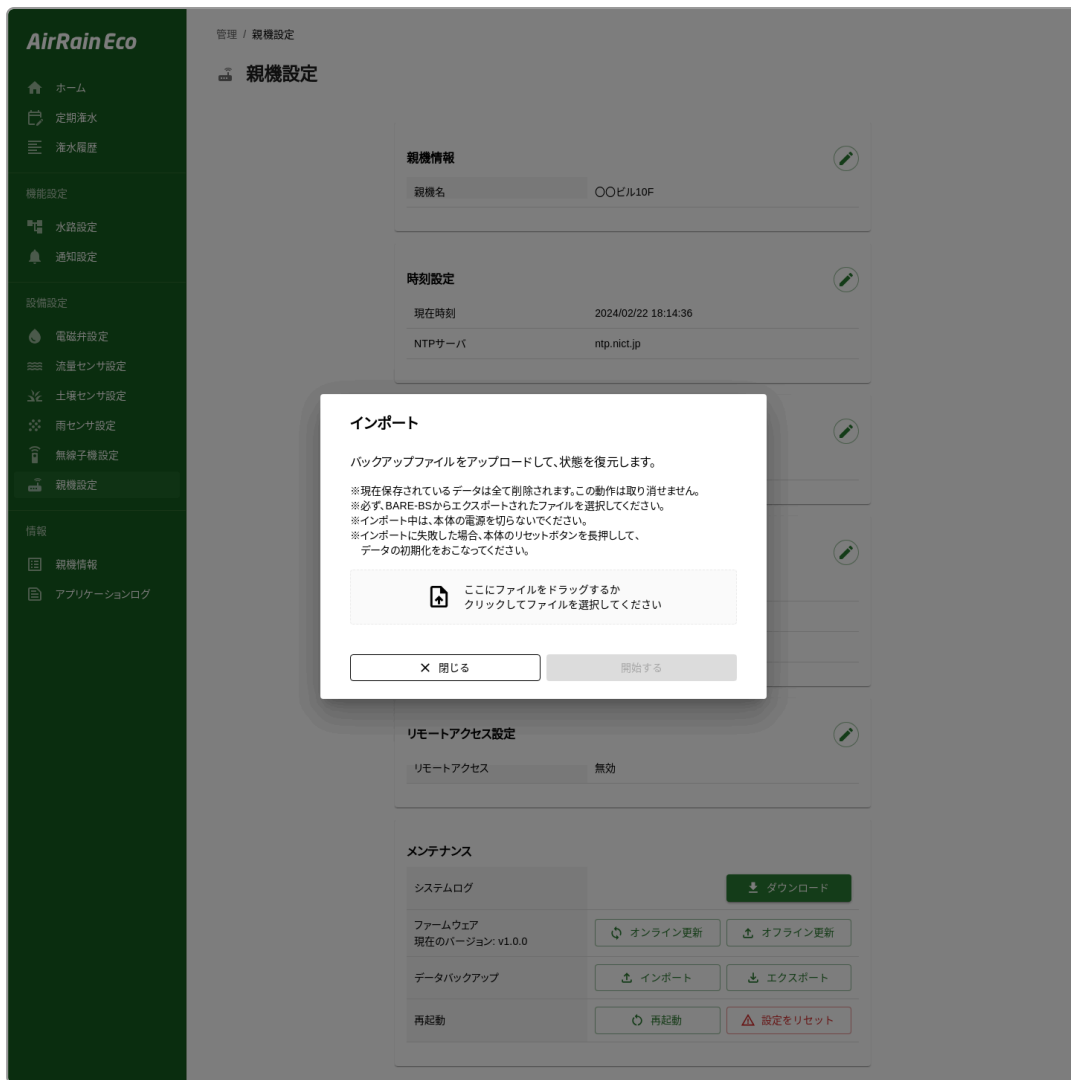 AirRain Eco
ホーム
定期潅水
潅水履歴
機能設定
水路設定
通知設定
設備設定
電磁弁設定
流量センサ設定
土壌センサ設定
雨センサ設定
無線子機設定
親機設定
情報
親機情報
アプリケーションログ
管理 / 親機設定
親機設定
親機情報
親機名 〇〇ビル10F
時刻設定
現在時刻 2024/02/22 18:14:36
NTPサーバ ntp.nict.jp
インポート
バックアップファイルをアップロードして、状態を復元します。
※現在保存されているデータは全て削除されます。この動作は取り消せません。
※必ず、BARE-BSからエクスポートされたファイルを選択してください。
※インポート中は、本体の電源を切らないでください。
※インポートに失敗した場合、本体のリセットボタンを長押しして、
データの初期化をおこなってください。
ここにファイルをドラッグするか
クリックしてファイルを選択してください
閉じる 開始する
リモートアクセス設定
リモートアクセス 無効
メンテナンス
システムログ ダウンロード
ファームウェア
現在のバージョン: v1.0.0 オンライン更新 オフライン更新
データバックアップ インポート エクスポート
再起動 再起動 設定をリセット